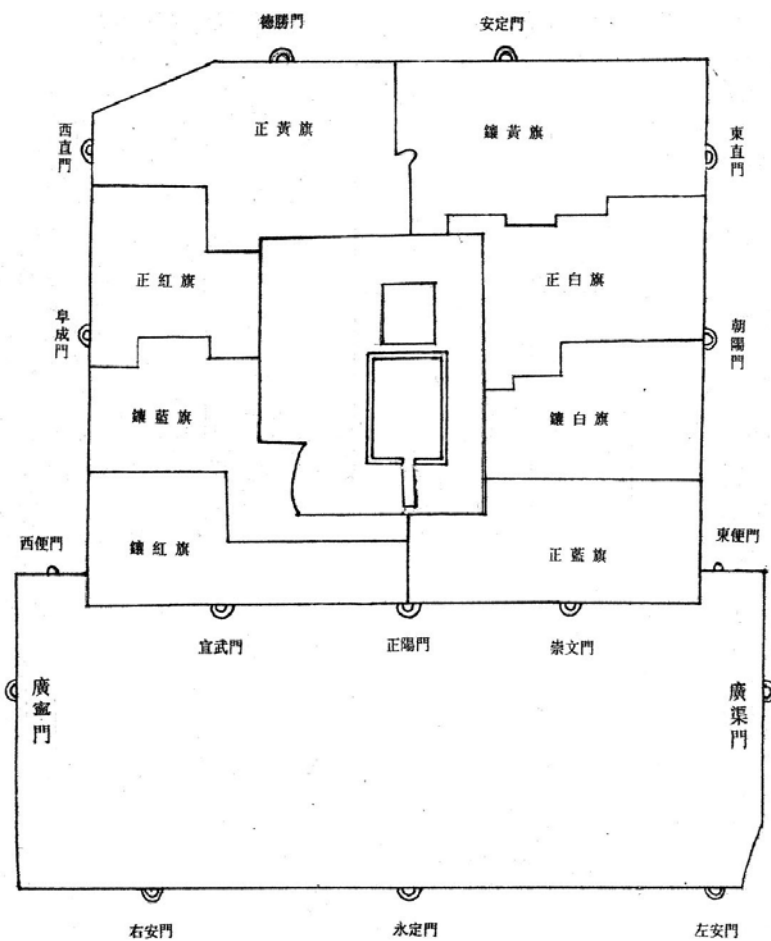 德勝門
安定門
正黃旗
鑲黃旗
西直門
東直門
正紅旗
正白旗
阜成門
朝陽門
鑲藍旗
鑲白旗
西便門
鑲紅旗
正藍旗
東便門
宣武門
正陽門
崇文門
廣寧門
廣渠門
右安門
永定門
左安門